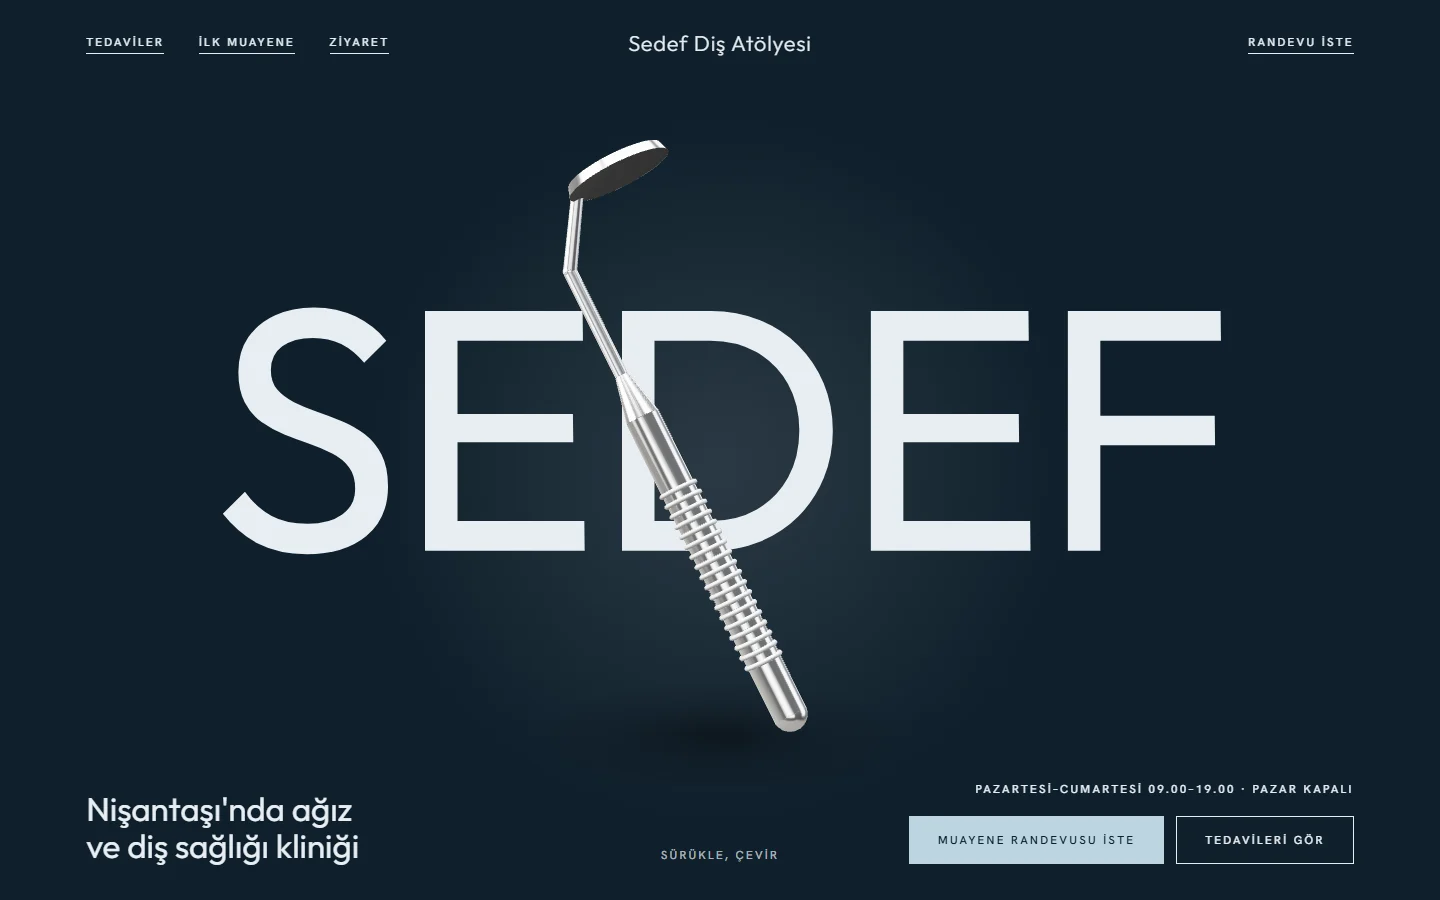 TEDAVİLER
İLK MUAYENE
ZİYARET
Sedef Diş Atölyesi
RANDEVU İSTE
SEDEF
Nişantaşı'nda ağız
ve diş sağlığı kliniği
SÜRÜKLE, ÇEVİR
PAZARTESİ–CUMARTESİ 09.00–19.00 · PAZAR KAPALI
MUAYENE RANDEVUSU İSTE
TEDAVİLERİ GÖR